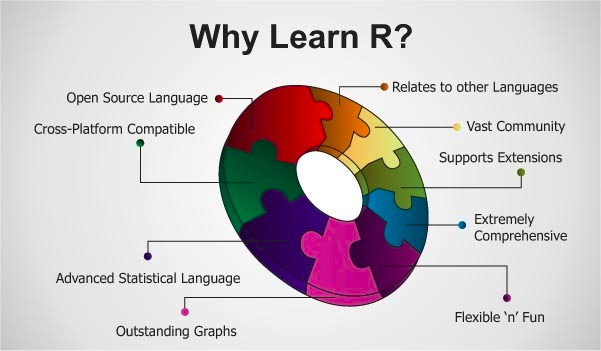 Why Learn R?
Open Source Language
Relates to other Languages
Cross-Platform Compatible
Vast Community
Supports Extensions
Extremely
Comprehensive
Advanced Statistical Language
Flexible ‘n’ Fun
Outstanding Graphs